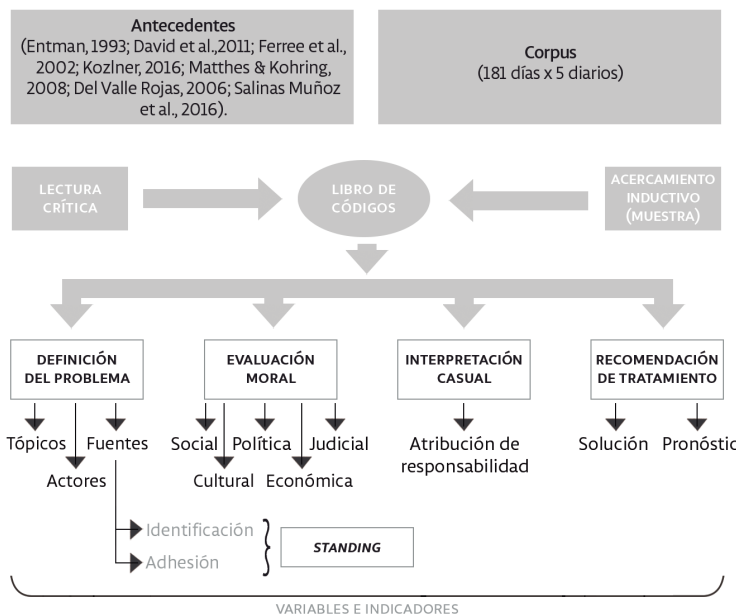 Antecedentes
(Entman, 1993; David et al.,2011; Ferree et al.,
2002; Kozlner, 2016; Matthes & Kohring,
2008; Del Valle Rojas, 2006; Salinas Muñoz
et al., 2016).
Corpus
(181 días x 5 diarios)
LECTURA
CRÍTICA
LIBRO DE
CÓDIGOS
ACERCAMIENTO
INDUCTIVO
(MUESTRA)
DEFINICIÓN
DEL PROBLEMA
EVALUACIÓN
MORAL
INTERPRETACIÓN
CASUAL
RECOMENDACIÓN
DE TRATAMIENTO
Tópicos
Fuentes
Actores
Social
Política
Judicial
Cultural
Económica
Atribución de
responsabilidad
Solución
Pronóstic
Identificación
Adhesión
STANDING
VARIABLES E INDICADORES